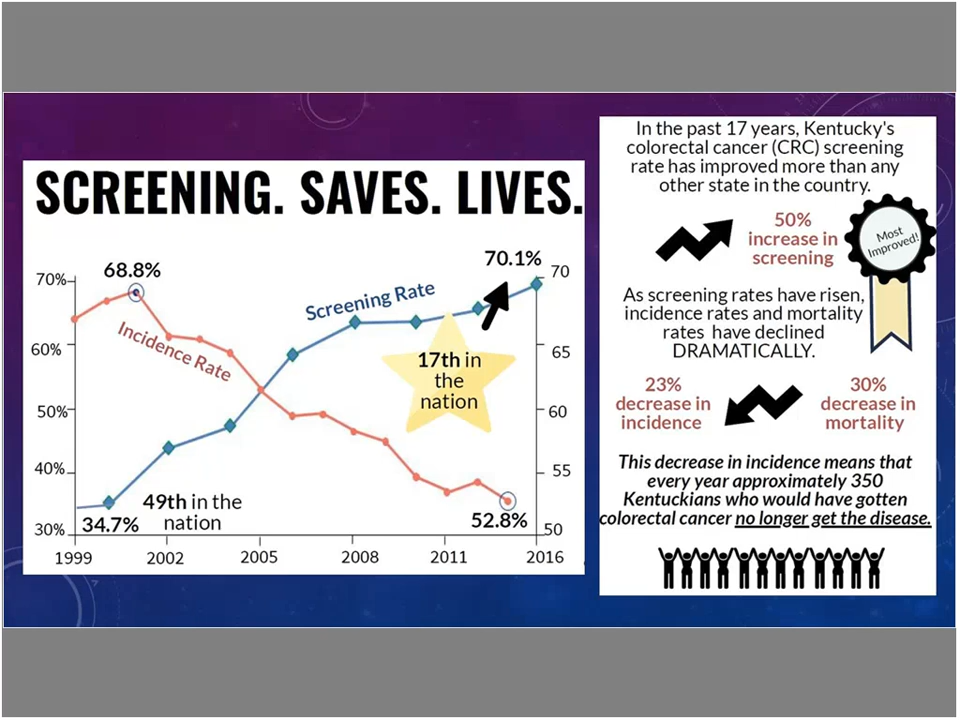 SCREENING. SAVES. LIVES.
68.8%
70.1%
70%
60%
50%
40%
30%
70
65
60
55
50
Screening Rate
Incidence Rate
17th in
the
nation
49th in the
nation
34.7%
52.8%
1999
2002
2005
2008
2011
2016
In the past 17 years, Kentucky's
colorectal cancer (CRC) screening
rate has improved more than any
other state in the country.
50%
increase in
screening
Most
Improved!
As screening rates have risen,
incidence rates and mortality
rates have declined
DRAMATICALLY.
23%
decrease in
incidence
30%
decrease in
mortality
This decrease in incidence means that
every year approximately 350
Kentuckians who would have gotten
colorectal cancer no longer get the disease.